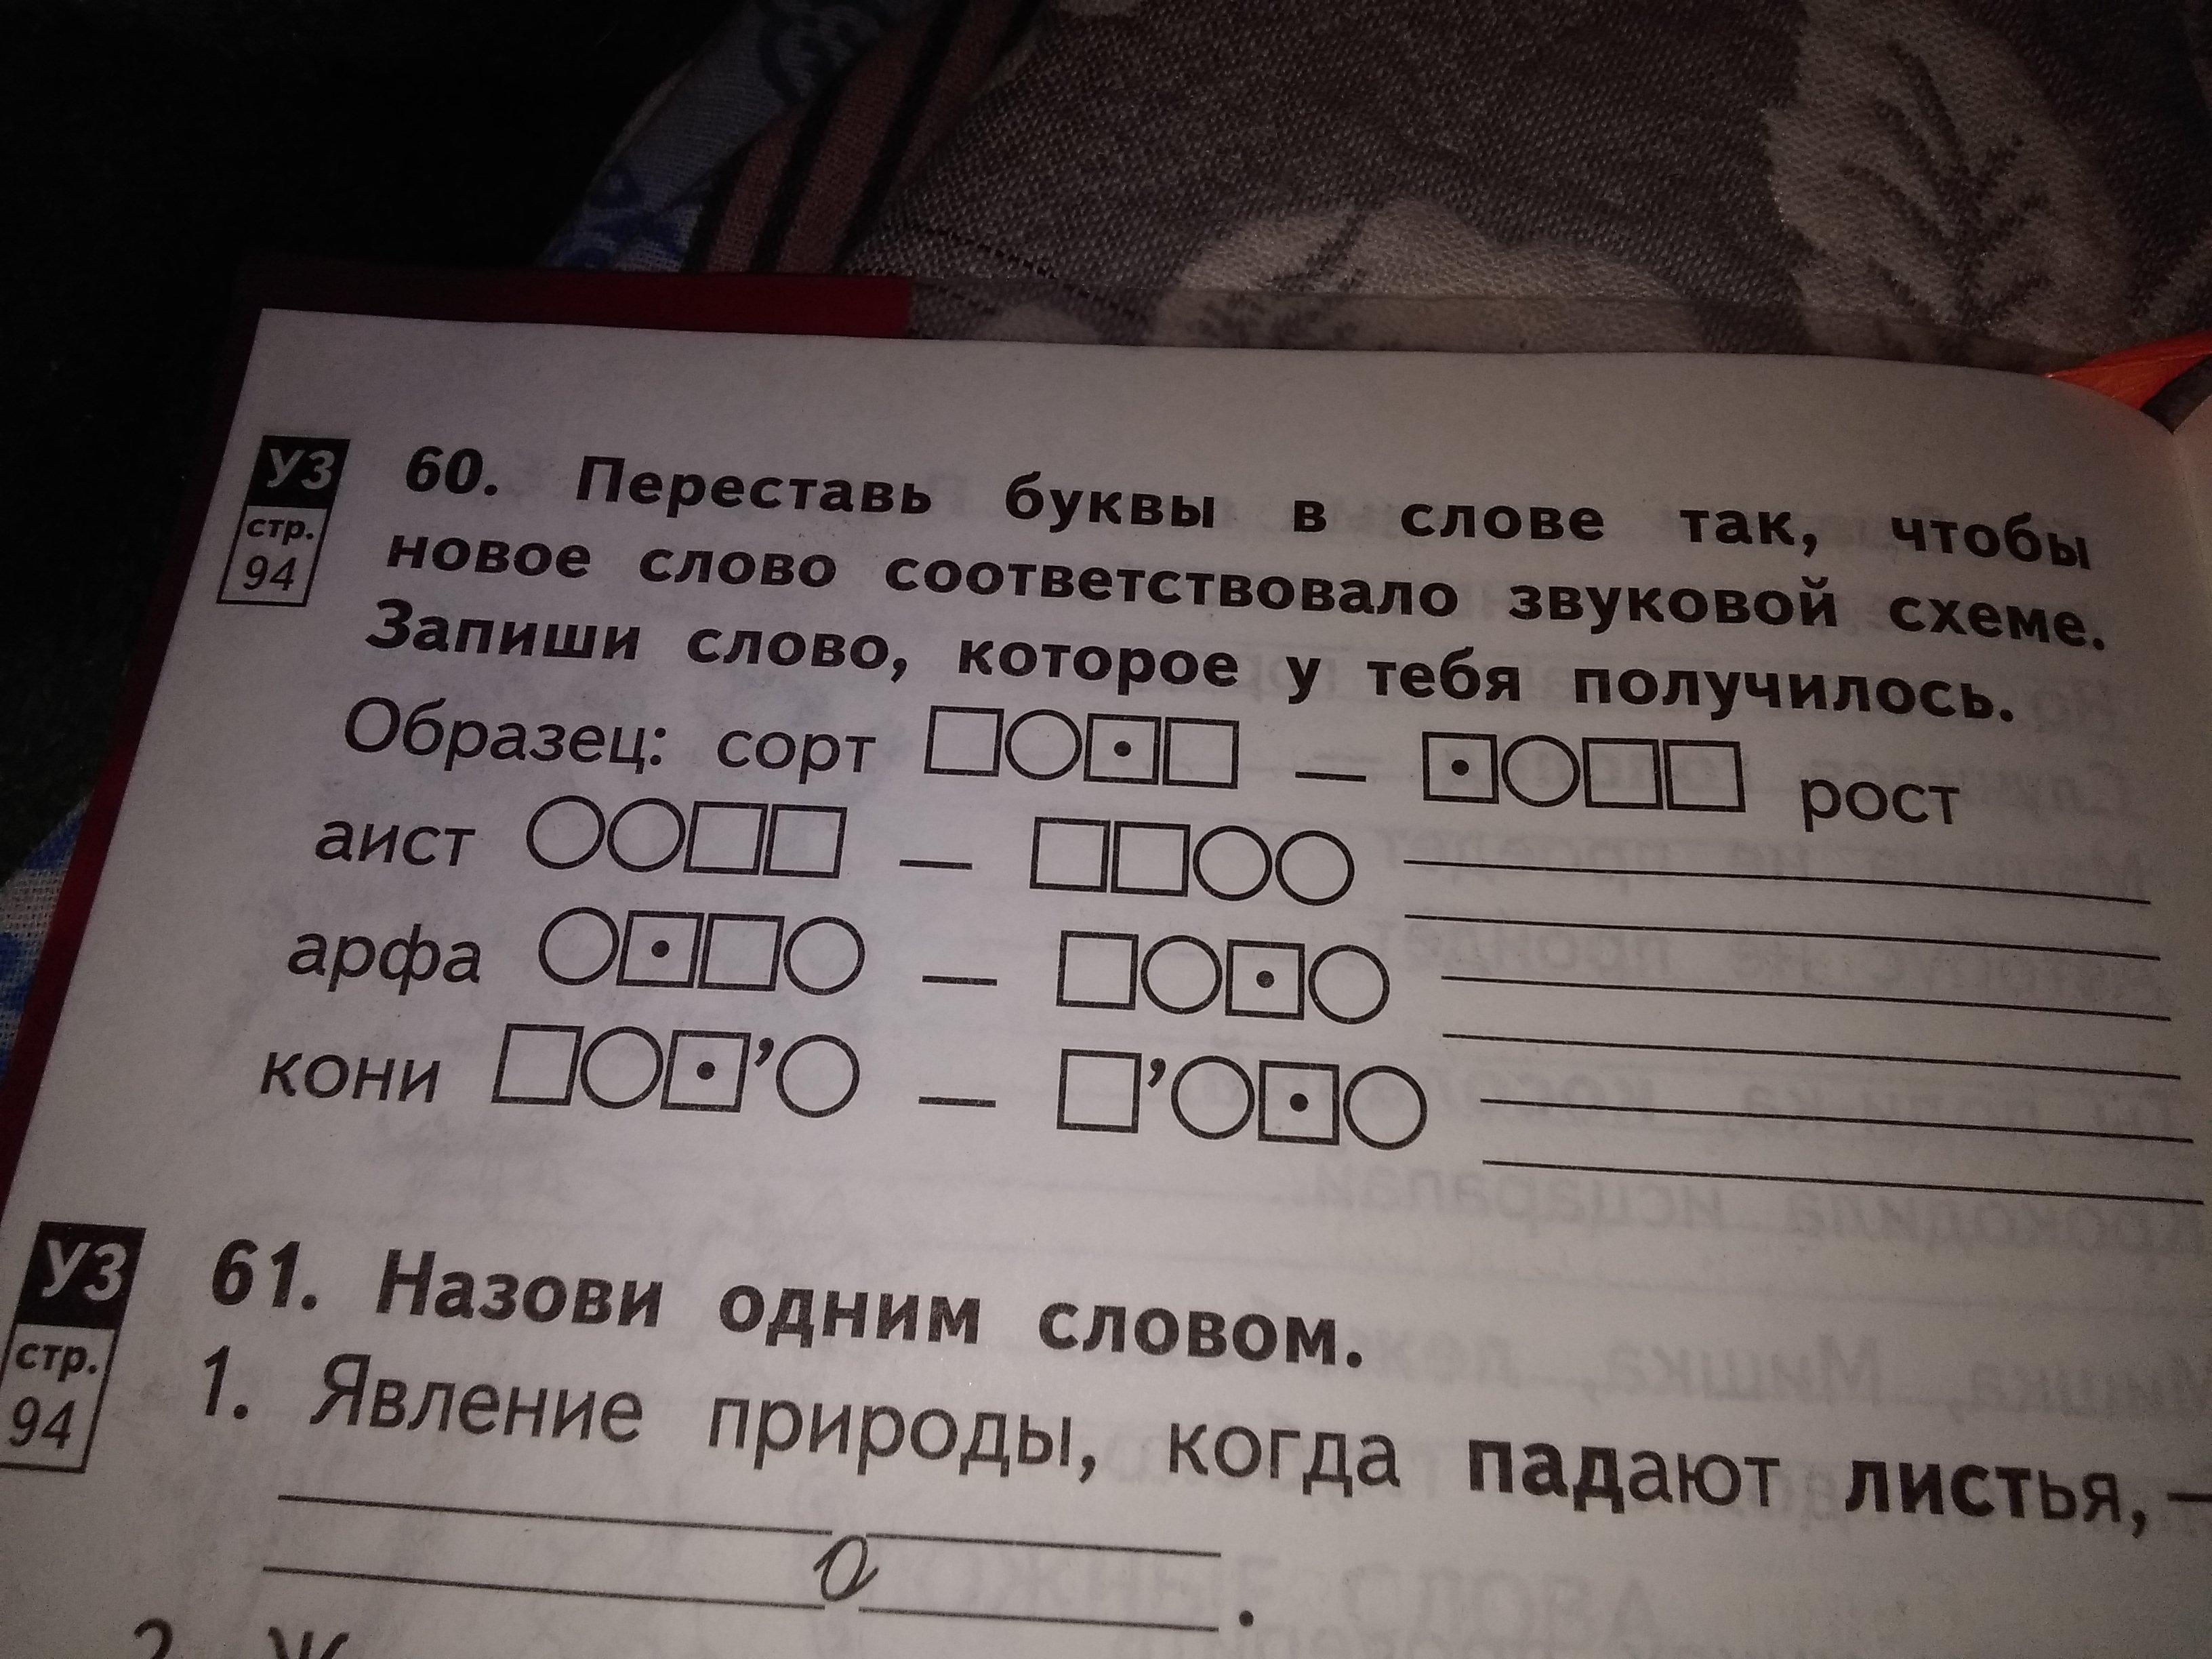 УЗ
стр.
94
60. Переставь буквы в слове так, чтобы
новое слово соответствовало звуковой схеме.
Запиши слово, которое у тебя получилось.
Образец: сорт — рост
аист —
арфа —
кони ’ — ’
УЗ
стр.
94
61. Назови одним словом.
1. Явление природы, когда падают листья, —
о .
2. Ж